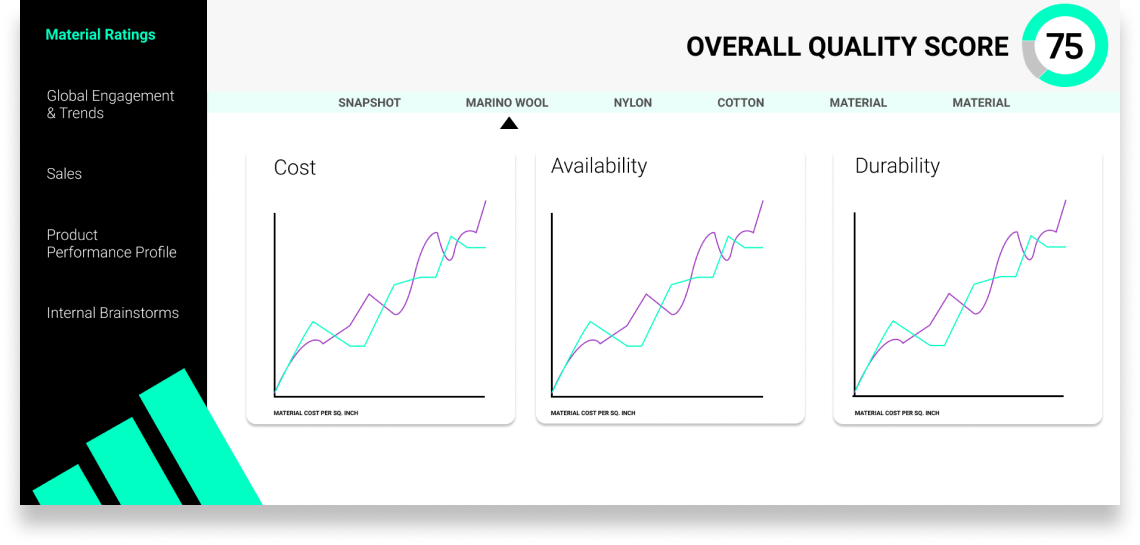 Material Ratings
Global Engagement
& Trends
Sales
Product
Performance Profile
Internal Brainstorms
OVERALL QUALITY SCORE
75
SNAPSHOT
MARINO WOOL
NYLON
COTTON
MATERIAL
MATERIAL
Cost
MATERIAL COST PER SQ. INCH
Availability
MATERIAL COST PER SQ. INCH
Durability
MATERIAL COST PER SQ. INCH